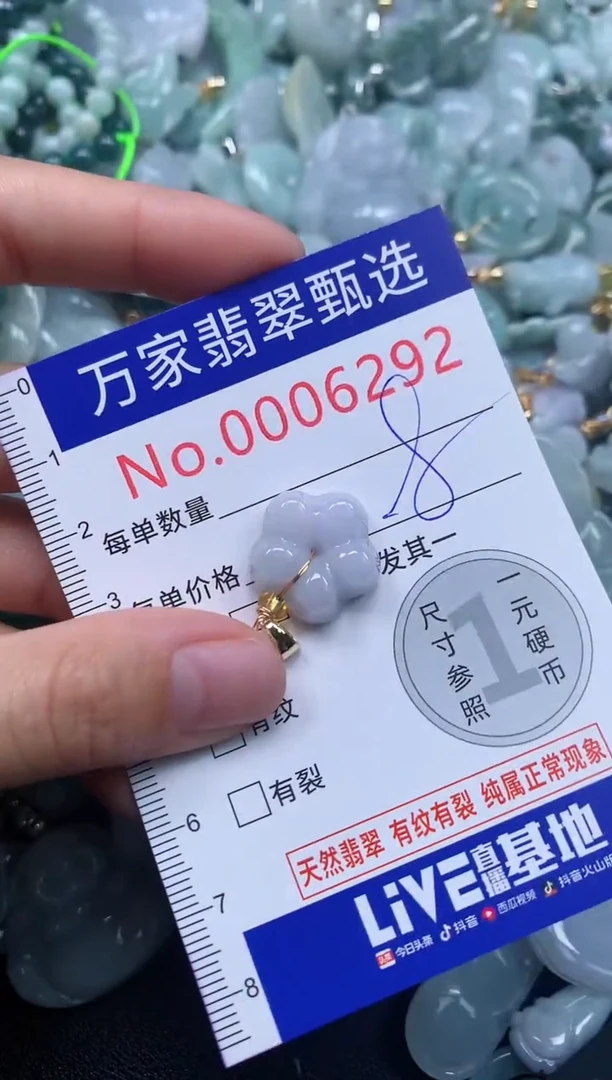 万家翡翠甄选
No.0006292
8
每单数量
每单价格
发其一
尺寸参照
1
一元硬币
有纹
有裂
天然翡翠 有纹有裂 纯属正常现象
LiVE直播基地
头条 今日头条 抖音 西瓜视频 抖音火山版
0
1
2
3
6
7
8